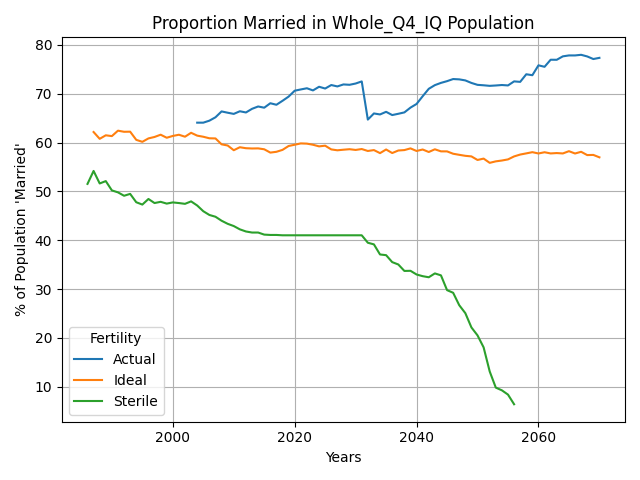 Proportion Married in Whole_Q4_IQ Population
% of Population 'Married'
80
70
60
50
40
30
20
10
Fertility
Actual
Ideal
Sterile
2000
2020
2040
2060
Years